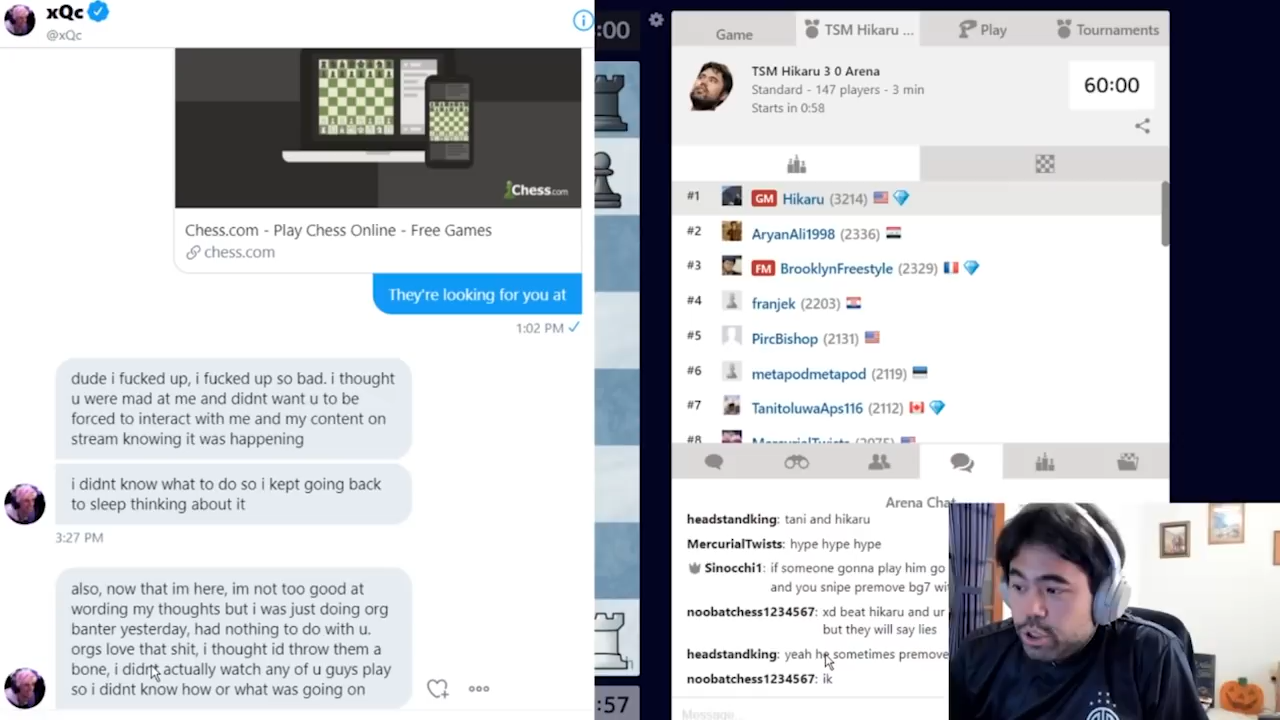 xQc
@xQc
Chess.com
Chess.com - Play Chess Online - Free Games
chess.com
They're looking for you at
1:02 PM
dude i fucked up, i fucked up so bad. i thought
u were mad at me and didnt want u to be
forced to interact with me and my content on
stream knowing it was happening
i didnt know what to do so i kept going back
to sleep thinking about it
3:27 PM
also, now that im here, im not too good at
wording my thoughts but i was just doing org
banter yesterday, had nothing to do with u.
orgs love that shit, i thought id throw them a
bone, i didnt actually watch any of u guys play
so i didnt know how or what was going on
:00
h
:57
Game
TSM Hikaru ...
Play
Tournaments
TSM Hikaru 3 0 Arena
Standard - 147 players - 3 min
Starts in 0:58
60:00
#1 GM Hikaru (3214)
#2 AryanAli1998 (2336)
#3 FM BrooklynFreestyle (2329)
#4 franjek (2203)
#5 PircBishop (2131)
#6 metapodmetapod (2119)
#7 TanitoluwaAps116 (2112)
#8 MercurialTwists (2075)
Arena Chat
headstandking: tani and hikaru
MercurialTwists: hype hype hype
Sinocchi1: if someone gonna play him go
and you snipe premove bg7 wi
noobatchess1234567: xd beat hikaru and ur
but they will say lies
headstandking: yeah he sometimes premove
noobatchess1234567: ik
Message...